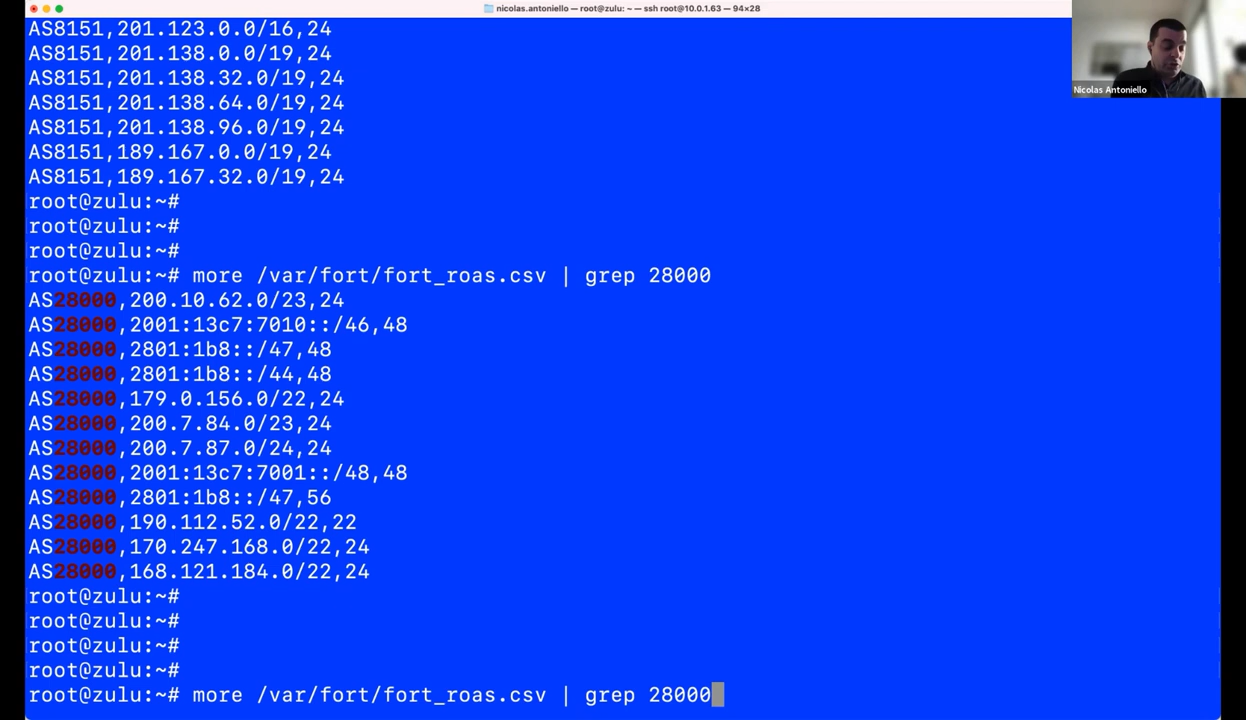 nicolas.antoniello — root@zulu: ~ — ssh root@10.0.1.63 — 94×28
AS8151,201.123.0.0/16,24
AS8151,201.138.0.0/19,24
AS8151,201.138.32.0/19,24
AS8151,201.138.64.0/19,24
AS8151,201.138.96.0/19,24
AS8151,189.167.0.0/19,24
AS8151,189.167.32.0/19,24
root@zulu:~#
root@zulu:~#
root@zulu:~#
root@zulu:~# more /var/fort/fort_roas.csv | grep 28000
AS28000,200.10.62.0/23,24
AS28000,2001:13c7:7010::/46,48
AS28000,2801:1b8::/47,48
AS28000,2801:1b8::/44,48
AS28000,179.0.156.0/22,24
AS28000,200.7.84.0/23,24
AS28000,200.7.87.0/24,24
AS28000,2001:13c7:7001::/48,48
AS28000,2801:1b8::/47,56
AS28000,190.112.52.0/22,22
AS28000,170.247.168.0/22,24
AS28000,168.121.184.0/22,24
root@zulu:~#
root@zulu:~#
root@zulu:~#
root@zulu:~#
root@zulu:~# more /var/fort/fort_roas.csv | grep 28000
Nicolas Antoniello